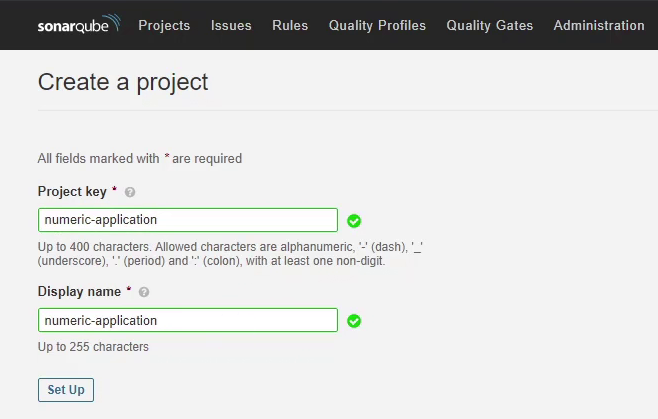 sonarqube Projects Issues Rules Quality Profiles Quality Gates Administration
Create a project
All fields marked with * are required
Project key * ?
numeric-application
Up to 400 characters. Allowed characters are alphanumeric, '-' (dash), '_'
(underscore), '.' (period) and ':' (colon), with at least one non-digit.
Display name * ?
numeric-application
Up to 255 characters
Set Up